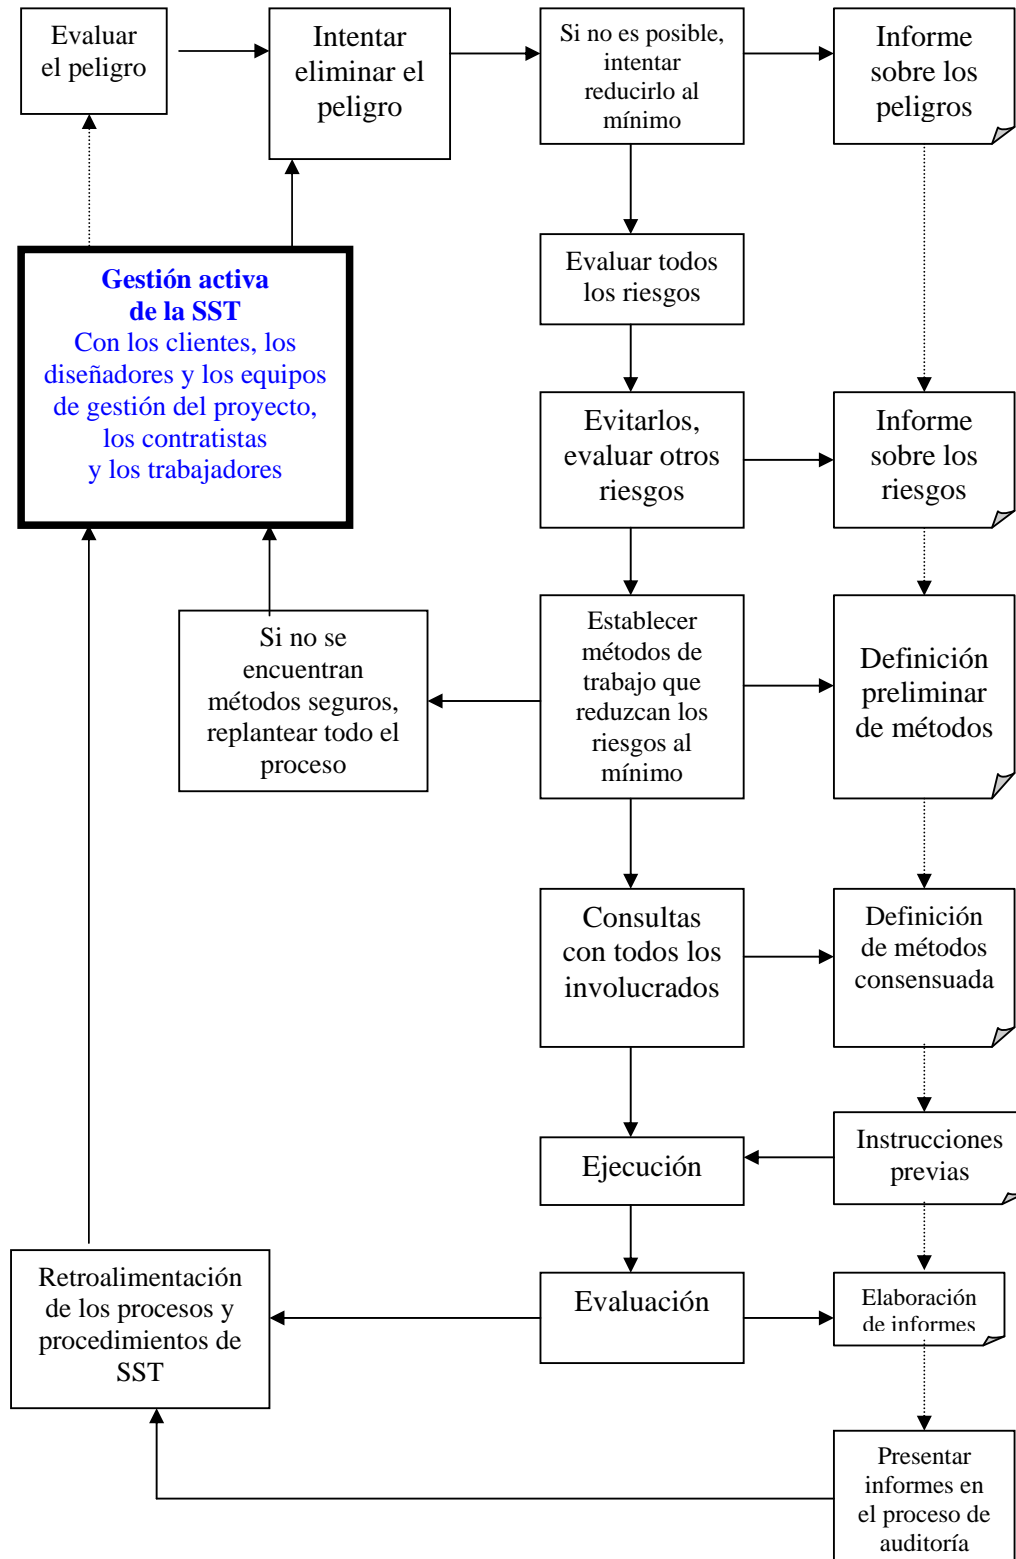 Evaluar
el peligro
Intentar
eliminar el
peligro
Si no es posible,
intentar
reducirlo al
mínimo
Informe
sobre los
peligros
Gestión activa
de la SST
Con los clientes, los
diseñadores y los equipos
de gestión del proyecto,
los contratistas
y los trabajadores
Evaluar todos
los riesgos
Evitarlos,
evaluar otros
riesgos
Informe
sobre los
riesgos
Si no se
encuentran
métodos seguros,
replantear todo el
proceso
Establecer
métodos de
trabajo que
reduzcan los
riesgos al
mínimo
Definición
preliminar
de métodos
Consultas
con todos los
involucrados
Definición
de métodos
consensuada
Ejecución
Instrucciones
previas
Retroalimentación
de los procesos y
procedimientos de
SST
Evaluación
Elaboración
de informes
Presentar
informes en
el proceso de
auditoría